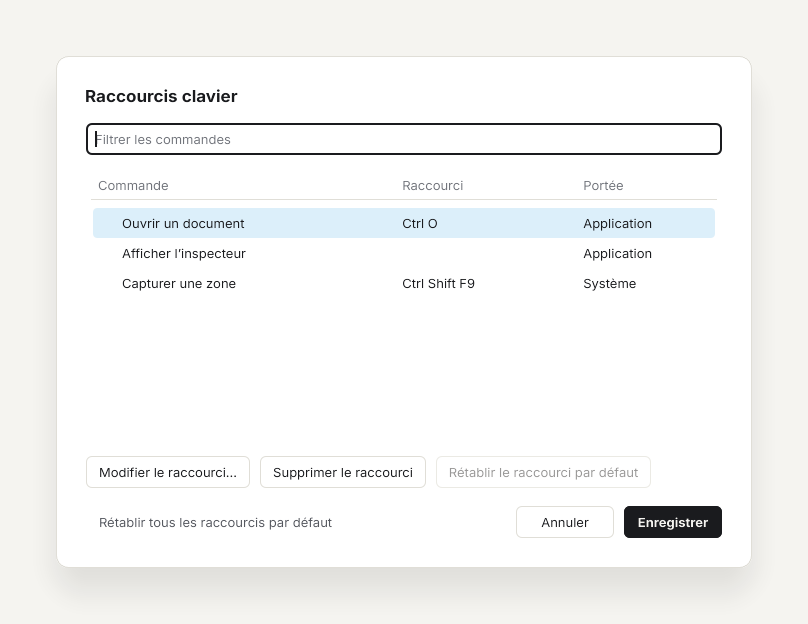 Raccourcis clavier
Filtrer les commandes
Commande Raccourci Portée
Ouvrir un document Ctrl O Application
Afficher l’inspecteur Application
Capturer une zone Ctrl Shift F9 Système
Modifier le raccourci… Supprimer le raccourci Rétablir le raccourci par défaut
Rétablir tous les raccourcis par défaut Annuler Enregistrer